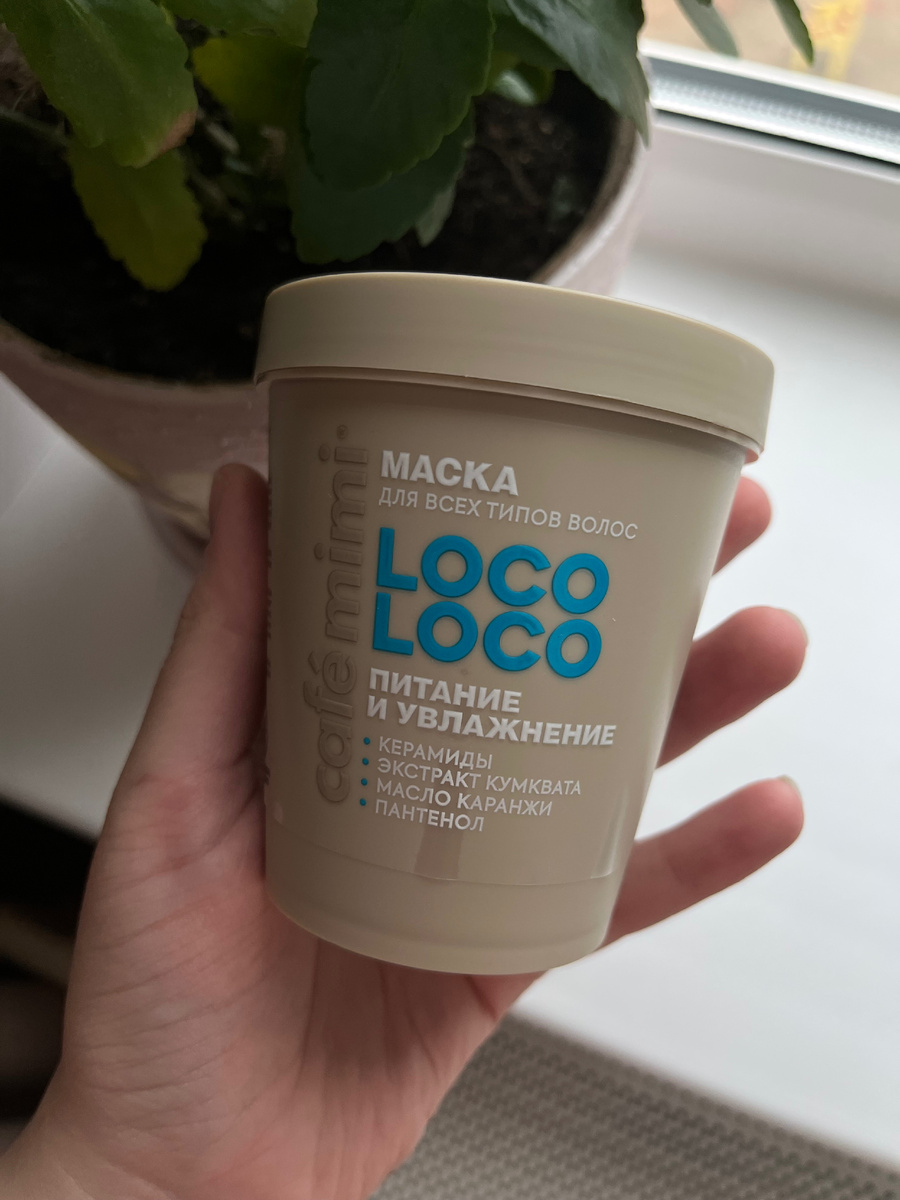 café mimi®
МАСКА
ДЛЯ ВСЕХ ТИПОВ ВОЛОС
LOCO
LOCO
ПИТАНИЕ
И УВЛАЖНЕНИЕ
• КЕРАМИДЫ
• ЭКСТРАКТ КУМКВАТА
• МАСЛО КАРАНЖИ
• ПАНТЕНОЛ